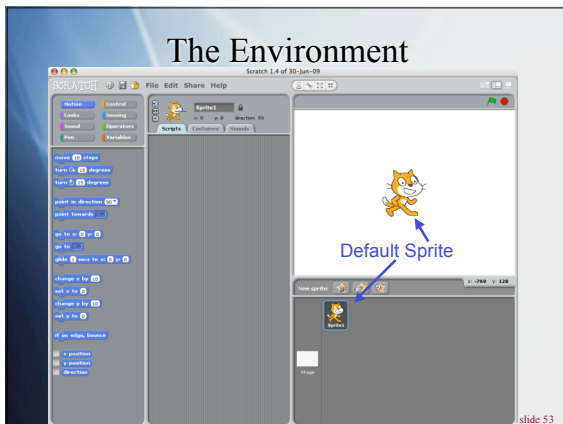 The Environment
Scratch 1.4 of 30-Jun-09
SCRATCH File Edit Share Help
Motion Control
Looks Sensing
Sound Operators
Pen Variables
Sprite1
x: 0 y: 0 direction: 90
Scripts Costumes Sounds
move 10 steps
turn 15 degrees
turn 15 degrees
point in direction 90
point towards
go to x: 0 y: 0
go to
glide 1 secs to x: 0 y: 0
change x by 10
set x to 0
change y by 10
set y to 0
if on edge, bounce
x position
y position
direction
Default Sprite
x: -769 y: 128
New sprite:
Sprite1
Stage
slide 53